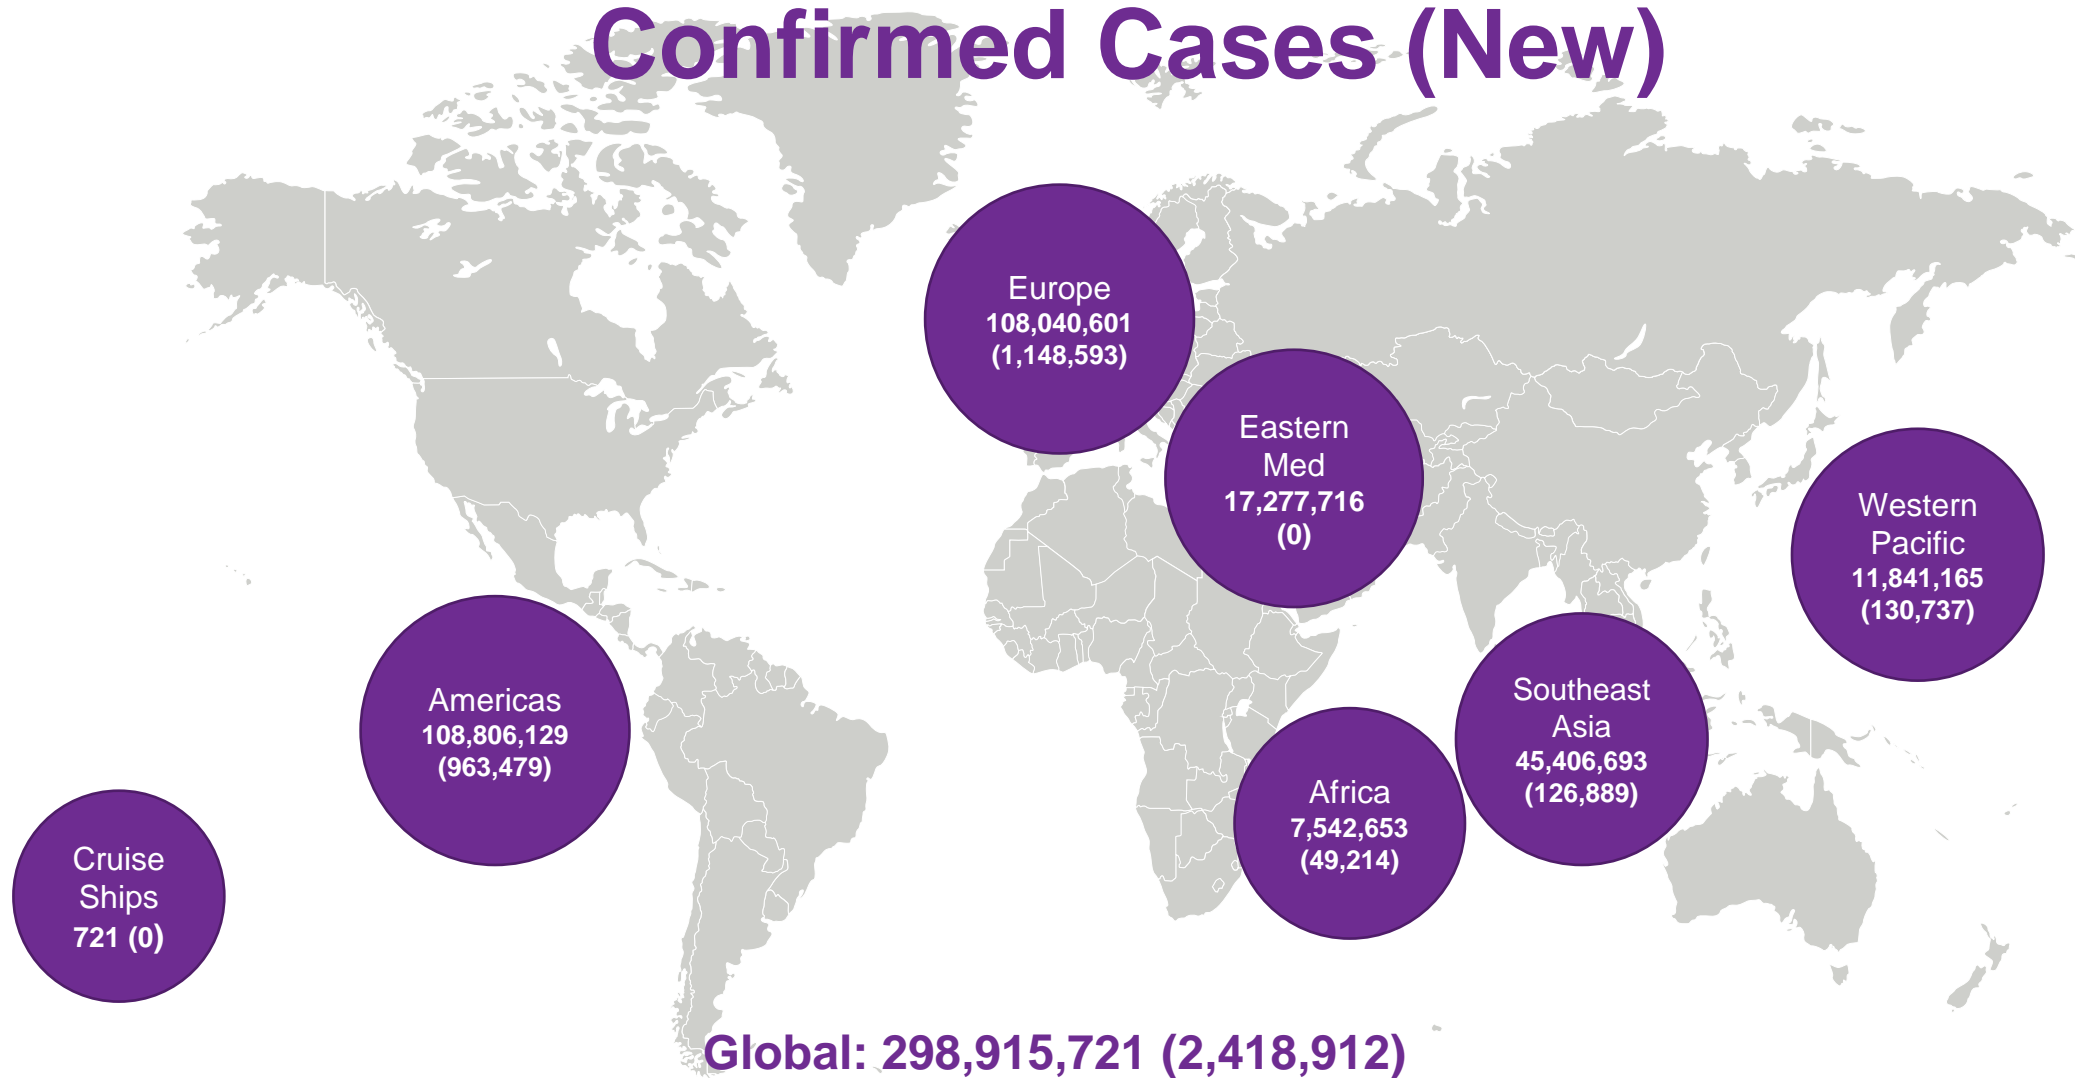 Confirmed Cases (New)
Europe
108,040,601
(1,148,593)
Eastern
Med
17,277,716
(0)
Western
Pacific
11,841,165
(130,737)
Americas
108,806,129
(963,479)
Southeast
Asia
45,406,693
(126,889)
Africa
7,542,653
(49,214)
Cruise
Ships
721 (0)
Global: 298,915,721 (2,418,912)